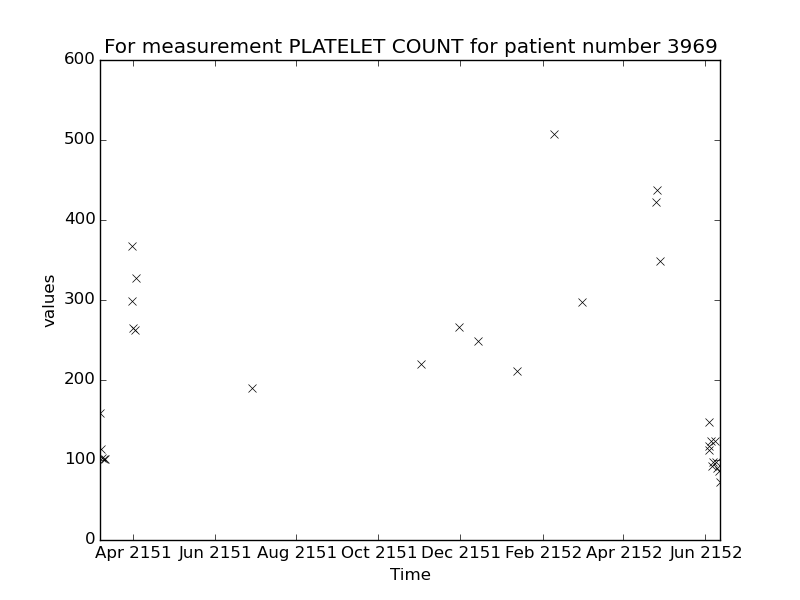 For measurement PLATELET COUNT for patient number 3969
600
500
400
300
200
100
0
values
Apr 2151 Jun 2151 Aug 2151 Oct 2151 Dec 2151 Feb 2152 Apr 2152 Jun 2152
Time